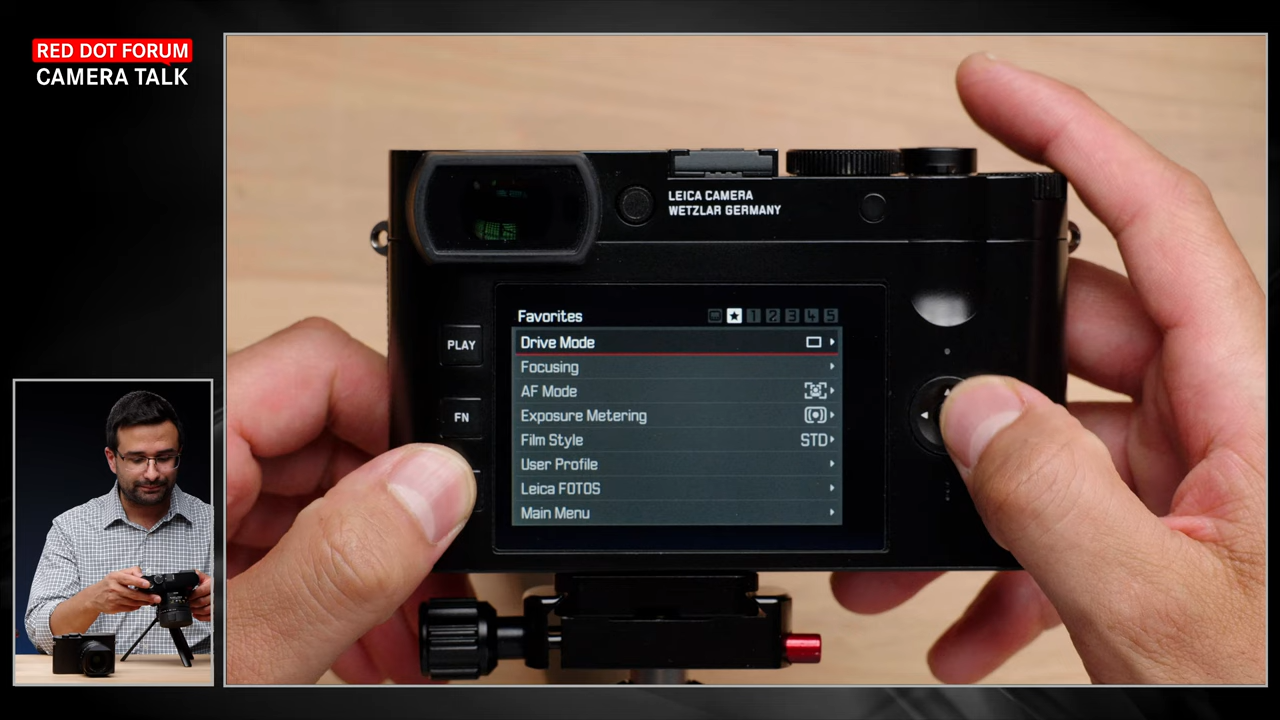 RED DOT FORUM
CAMERA TALK
LEICA CAMERA
WETZLAR GERMANY
PLAY
FN
Favorites 1 2 3 4 5
Drive Mode
Focusing
AF Mode
Exposure Metering
Film Style STD
User Profile
Leica FOTOS
Main Menu